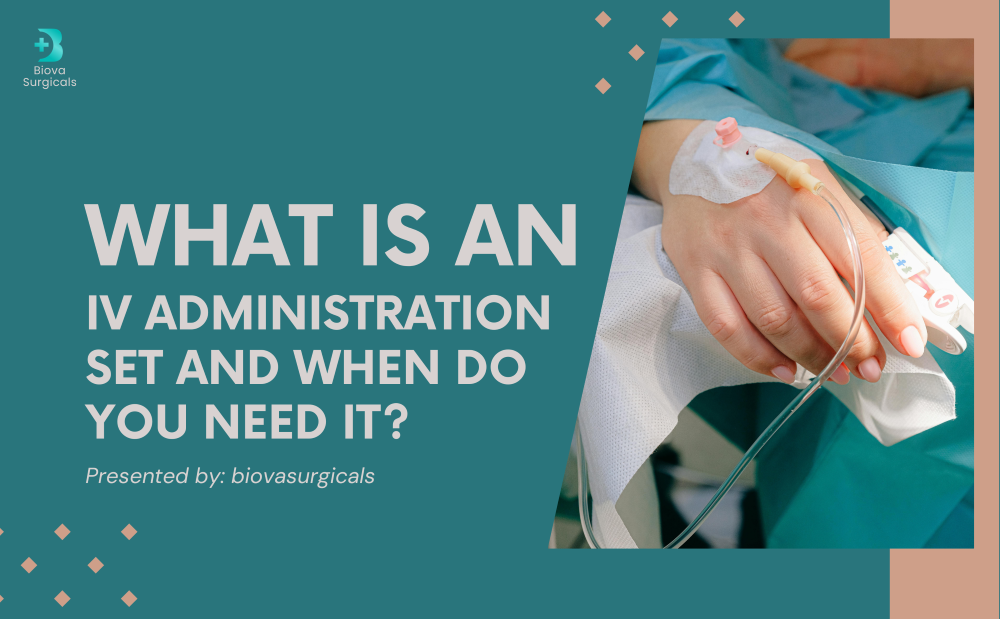 Biova
Surgicals
WHAT IS AN
IV ADMINISTRATION
SET AND WHEN DO
YOU NEED IT?
Presented by: biovasurgicals